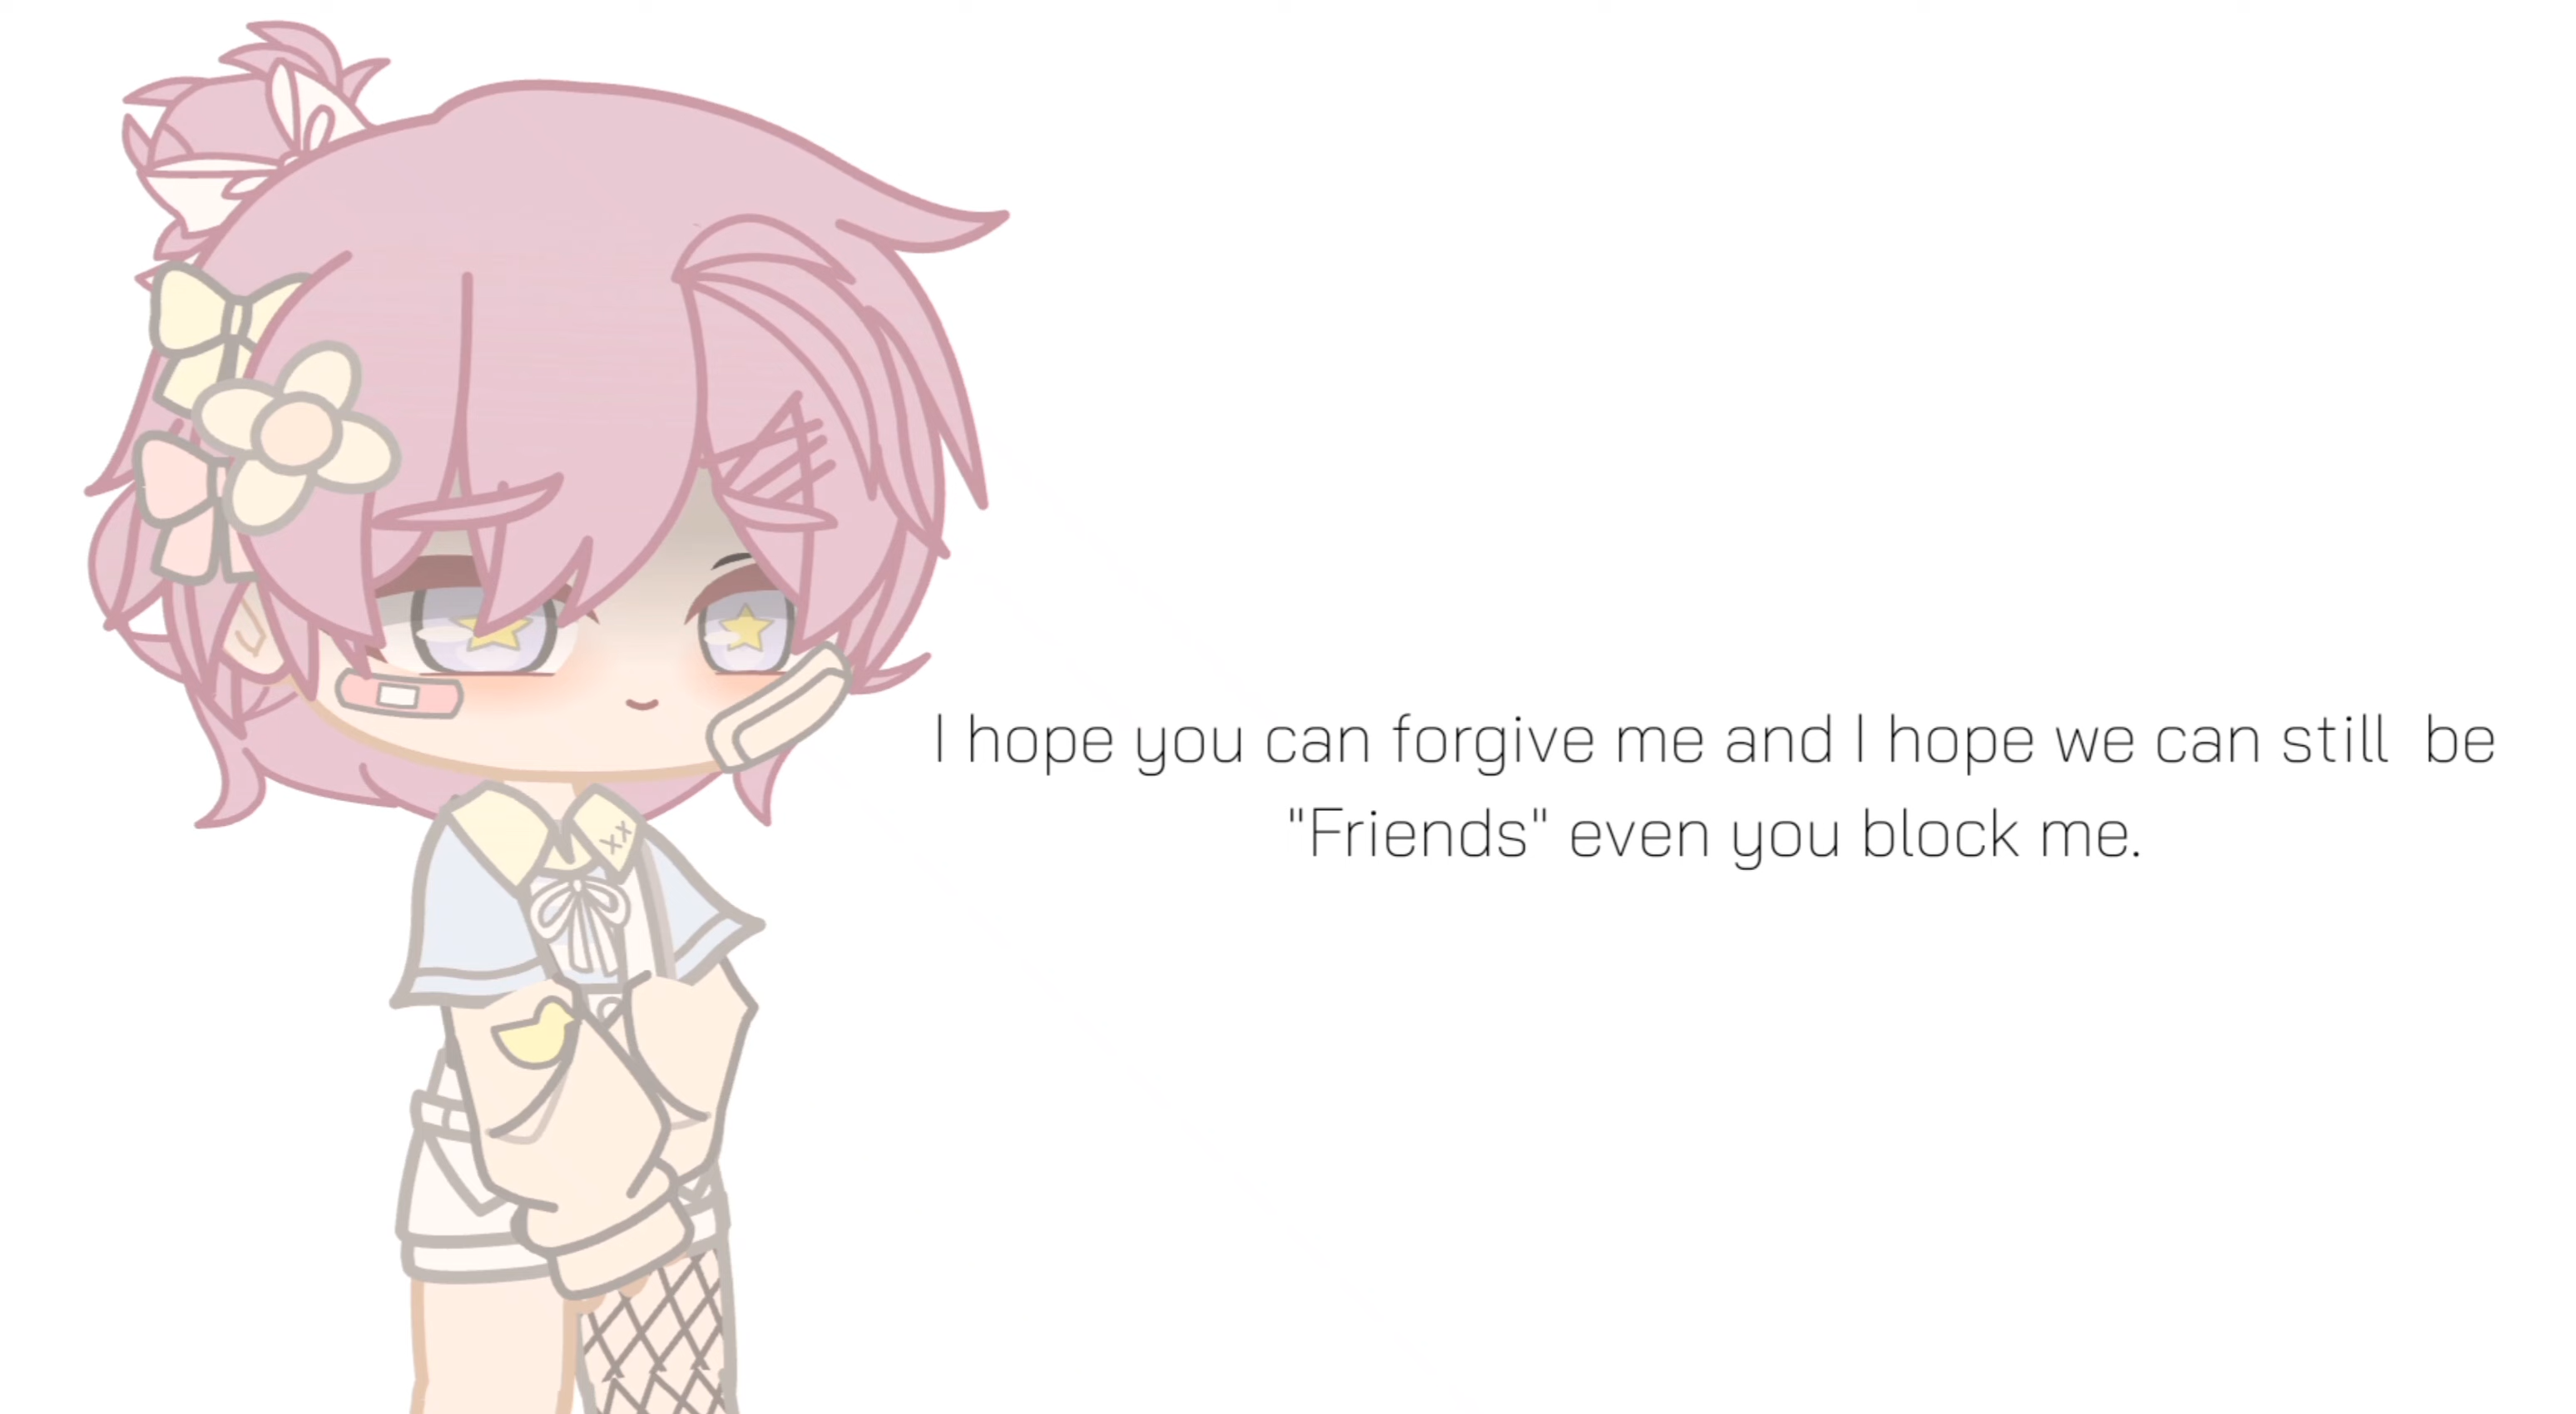 I hope you can forgive me and I hope we can still  be
"Friends" even you block me.